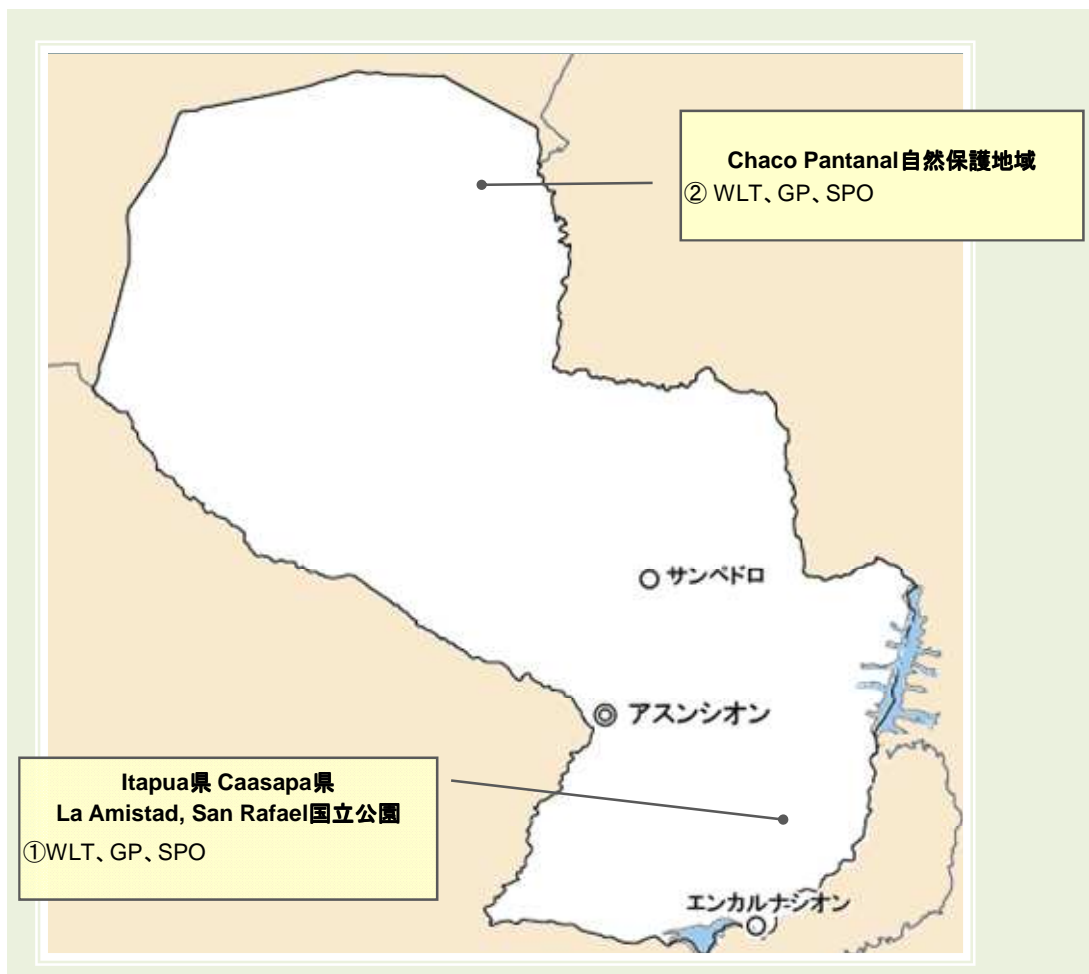 Chaco Pantanal自然保護地域
② WLT、GP、SPO
サンペドロ
アスンシオン
Itapua県 Caasapa県
La Amistad, San Rafael国立公園
①WLT、GP、SPO
エンカルナシオン